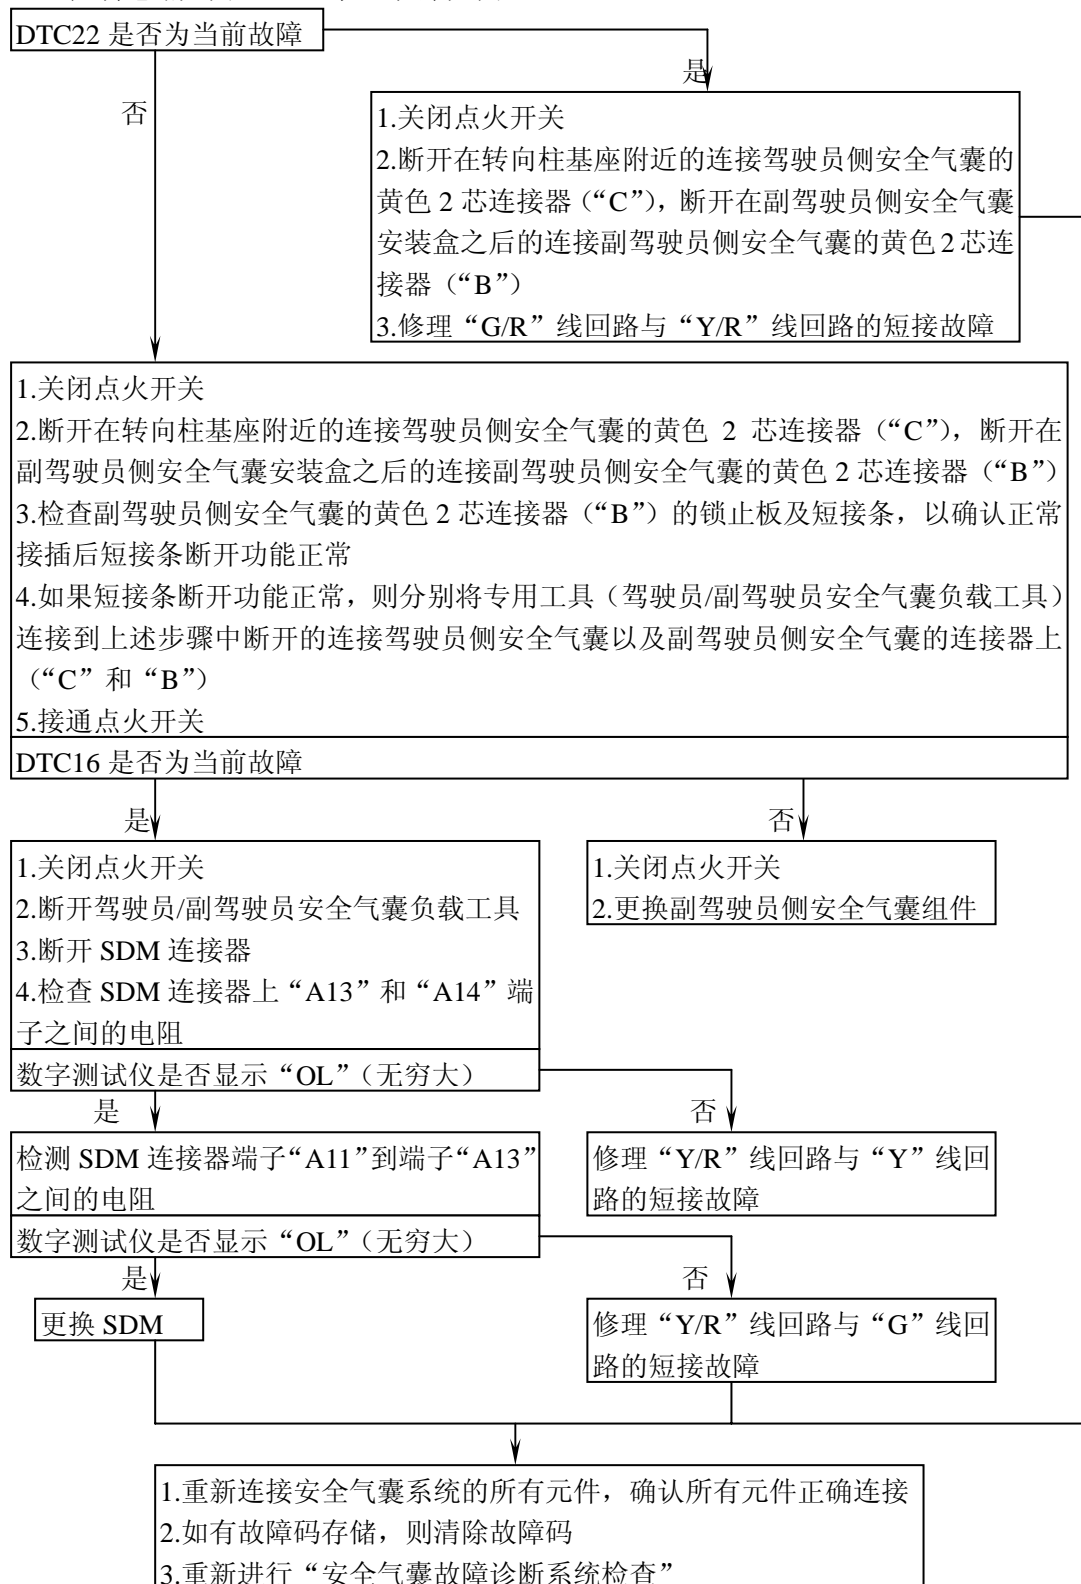 DTC22 是否为当前故障
是
否
1.关闭点火开关
2.断开在转向柱基座附近的连接驾驶员侧安全气囊的
黄色 2 芯连接器（“C”），断开在副驾驶员侧安全气囊
安装盒之后的连接副驾驶员侧安全气囊的黄色 2 芯连
接器（“B”）
3.修理“G/R”线回路与“Y/R”线回路的短接故障
1.关闭点火开关
2.断开在转向柱基座附近的连接驾驶员侧安全气囊的黄色 2 芯连接器（“C”），断开在
副驾驶员侧安全气囊安装盒之后的连接副驾驶员侧安全气囊的黄色 2 芯连接器（“B”）
3.检查副驾驶员侧安全气囊的黄色 2 芯连接器（“B”）的锁止板及短接条，以确认正常
接插后短接条断开功能正常
4.如果短接条断开功能正常，则分别将专用工具（驾驶员/副驾驶员安全气囊负载工具）
连接到上述步骤中断开的连接驾驶员侧安全气囊以及副驾驶员侧安全气囊的连接器上
（“C”和“B”）
5.接通点火开关
DTC16 是否为当前故障
是
否
1.关闭点火开关
2.断开驾驶员/副驾驶员安全气囊负载工具
3.断开 SDM 连接器
4.检查 SDM 连接器上“A13”和“A14”端
子之间的电阻
数字测试仪是否显示“OL”（无穷大）
1.关闭点火开关
2.更换副驾驶员侧安全气囊组件
是
否
检测 SDM 连接器端子“A11”到端子“A13”
之间的电阻
数字测试仪是否显示“OL”（无穷大）
修理“Y/R”线回路与“Y”线回
路的短接故障
是
否
更换 SDM
修理“Y/R”线回路与“G”线回
路的短接故障
1.重新连接安全气囊系统的所有元件，确认所有元件正确连接
2.如有故障码存储，则清除故障码
3.重新进行“安全气囊故障诊断系统检查”